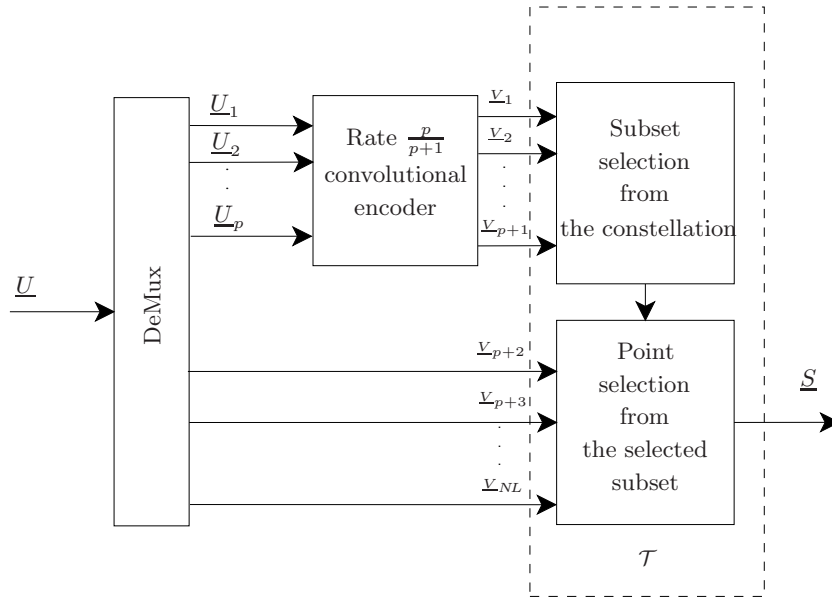 U
DeMux
U_1
U_2
.
.
U_p
Rate \frac{p}{p+1}
convolutional
encoder
V_1
V_2
.
.
.
V_{p+1}
Subset
selection
from
the constellation
V_{p+2}
V_{p+3}
.
.
.
V_{NL}
Point
selection
from
the selected
subset
S
𝒯